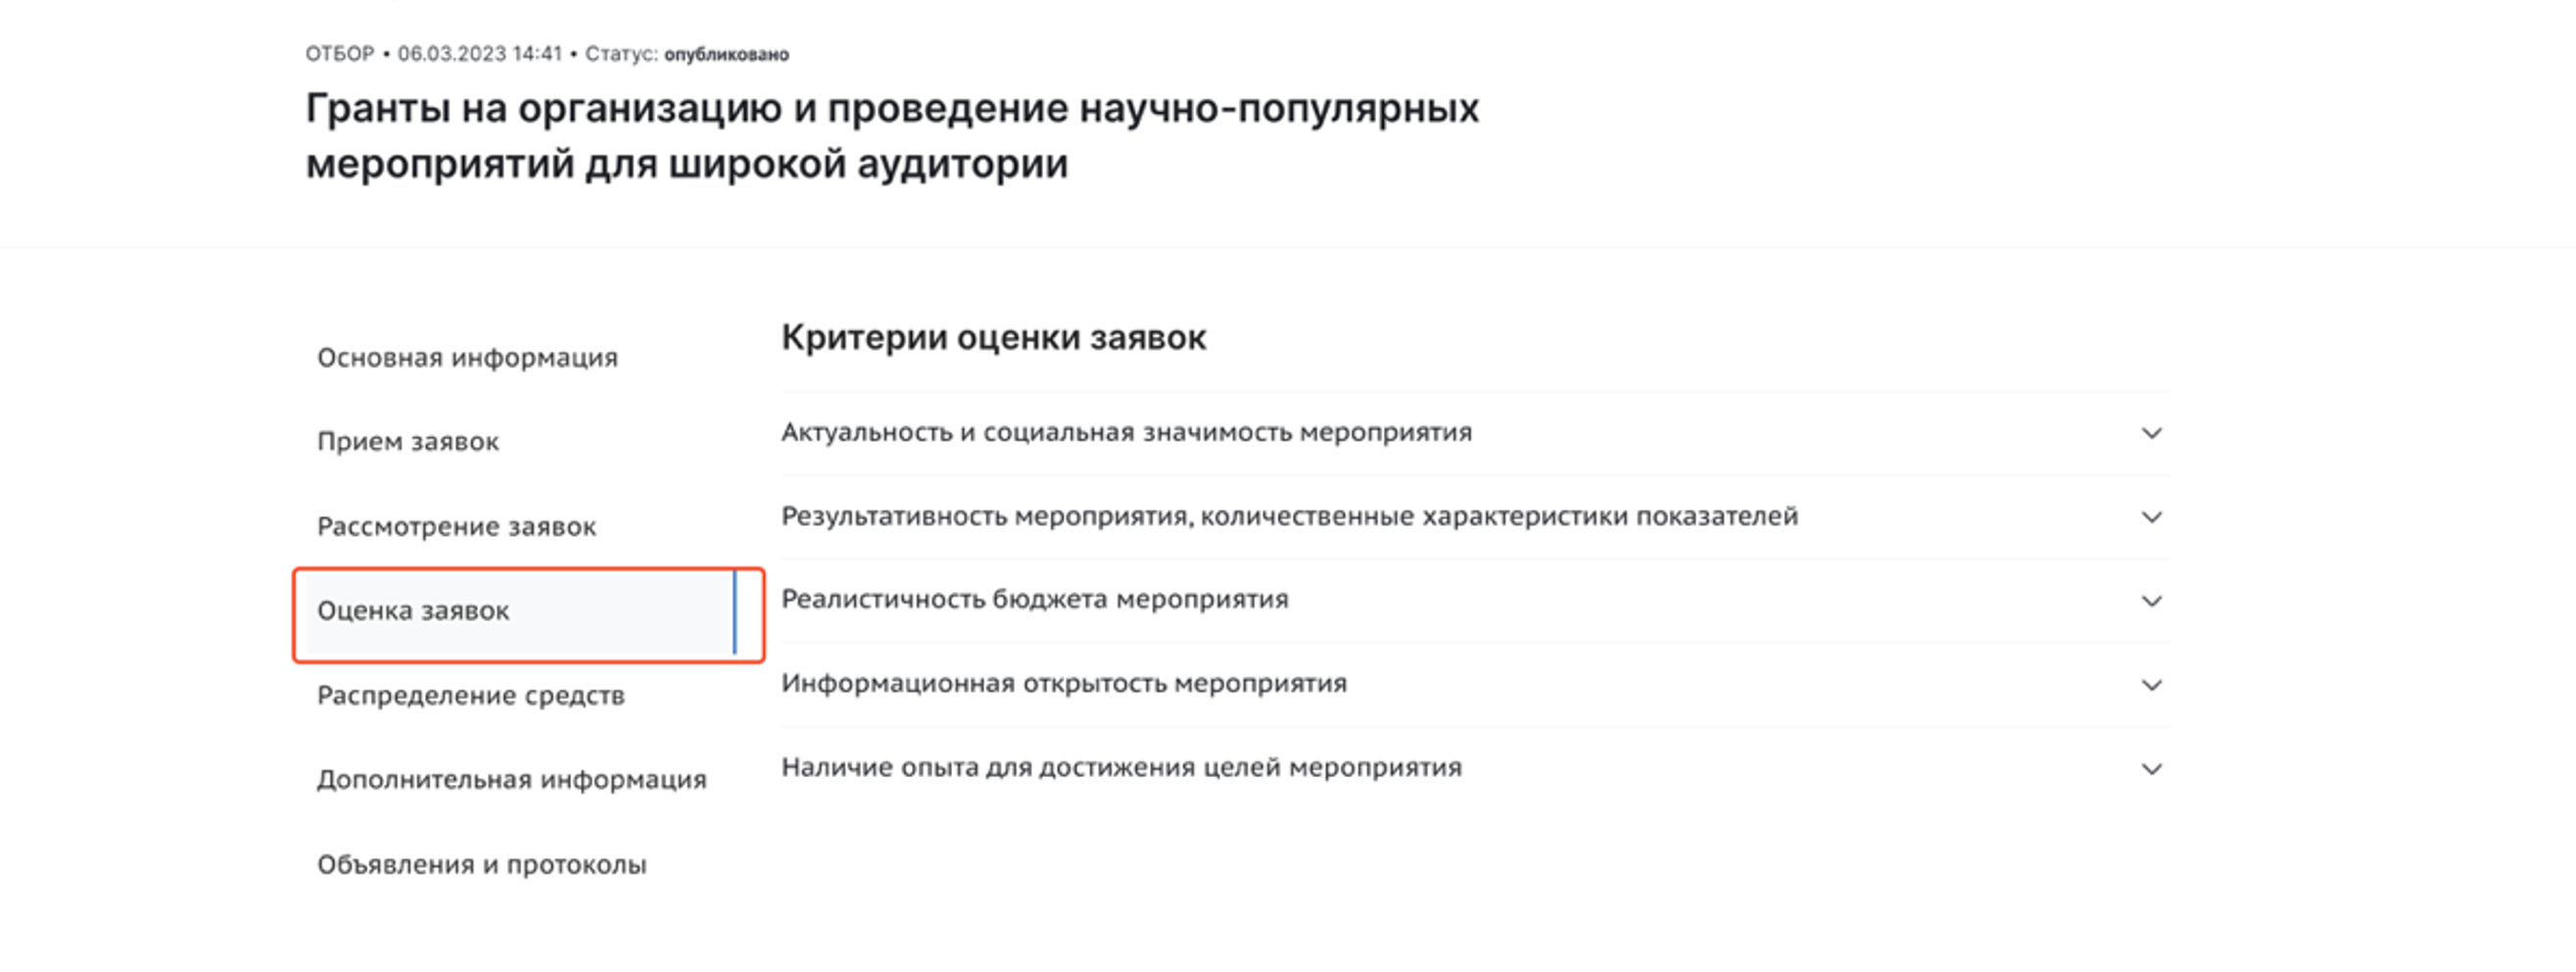 ОТБОР • 06.03.2023 14:41 • Статус: опубликовано
Гранты на организацию и проведение научно-популярных
мероприятий для широкой аудитории
Основная информация
Прием заявок
Рассмотрение заявок
Оценка заявок
Распределение средств
Дополнительная информация
Объявления и протоколы
Критерии оценки заявок
Актуальность и социальная значимость мероприятия
Результативность мероприятия, количественные характеристики показателей
Реалистичность бюджета мероприятия
Информационная открытость мероприятия
Наличие опыта для достижения целей мероприятия